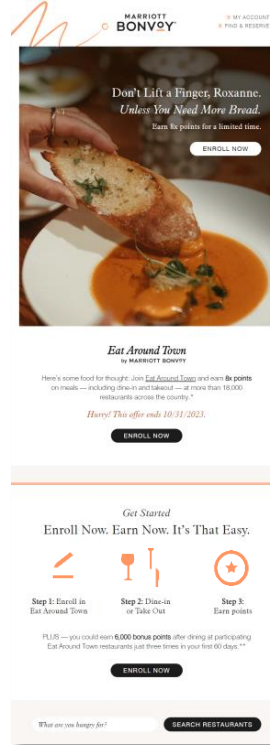 MARRIOTT
BONVOY
MY ACCOUNT
FIND & RESERVE
Don't Lift a Finger, Roxanne.
Unless You Need More Bread.
Earn 8x points for a limited time.
ENROLL NOW
Eat Around Town
by MARRIOTT BONVOY
Here's some food for thought: Join Eat Around Town and earn 8x points
on meals — including dine-in and takeout — at more than 18,000
restaurants across the country.*
Hurry! This offer ends 10/31/2023.
ENROLL NOW
Get Started
Enroll Now. Earn Now. It's That Easy.
Step 1: Enroll in
Eat Around Town
Step 2: Dine-in
or Take Out
Step 3:
Earn points
PLUS — you could earn 6,000 bonus points after dining at participating
Eat Around Town restaurants just three times in your first 60 days.**
ENROLL NOW
What are you hungry for?
SEARCH RESTAURANTS